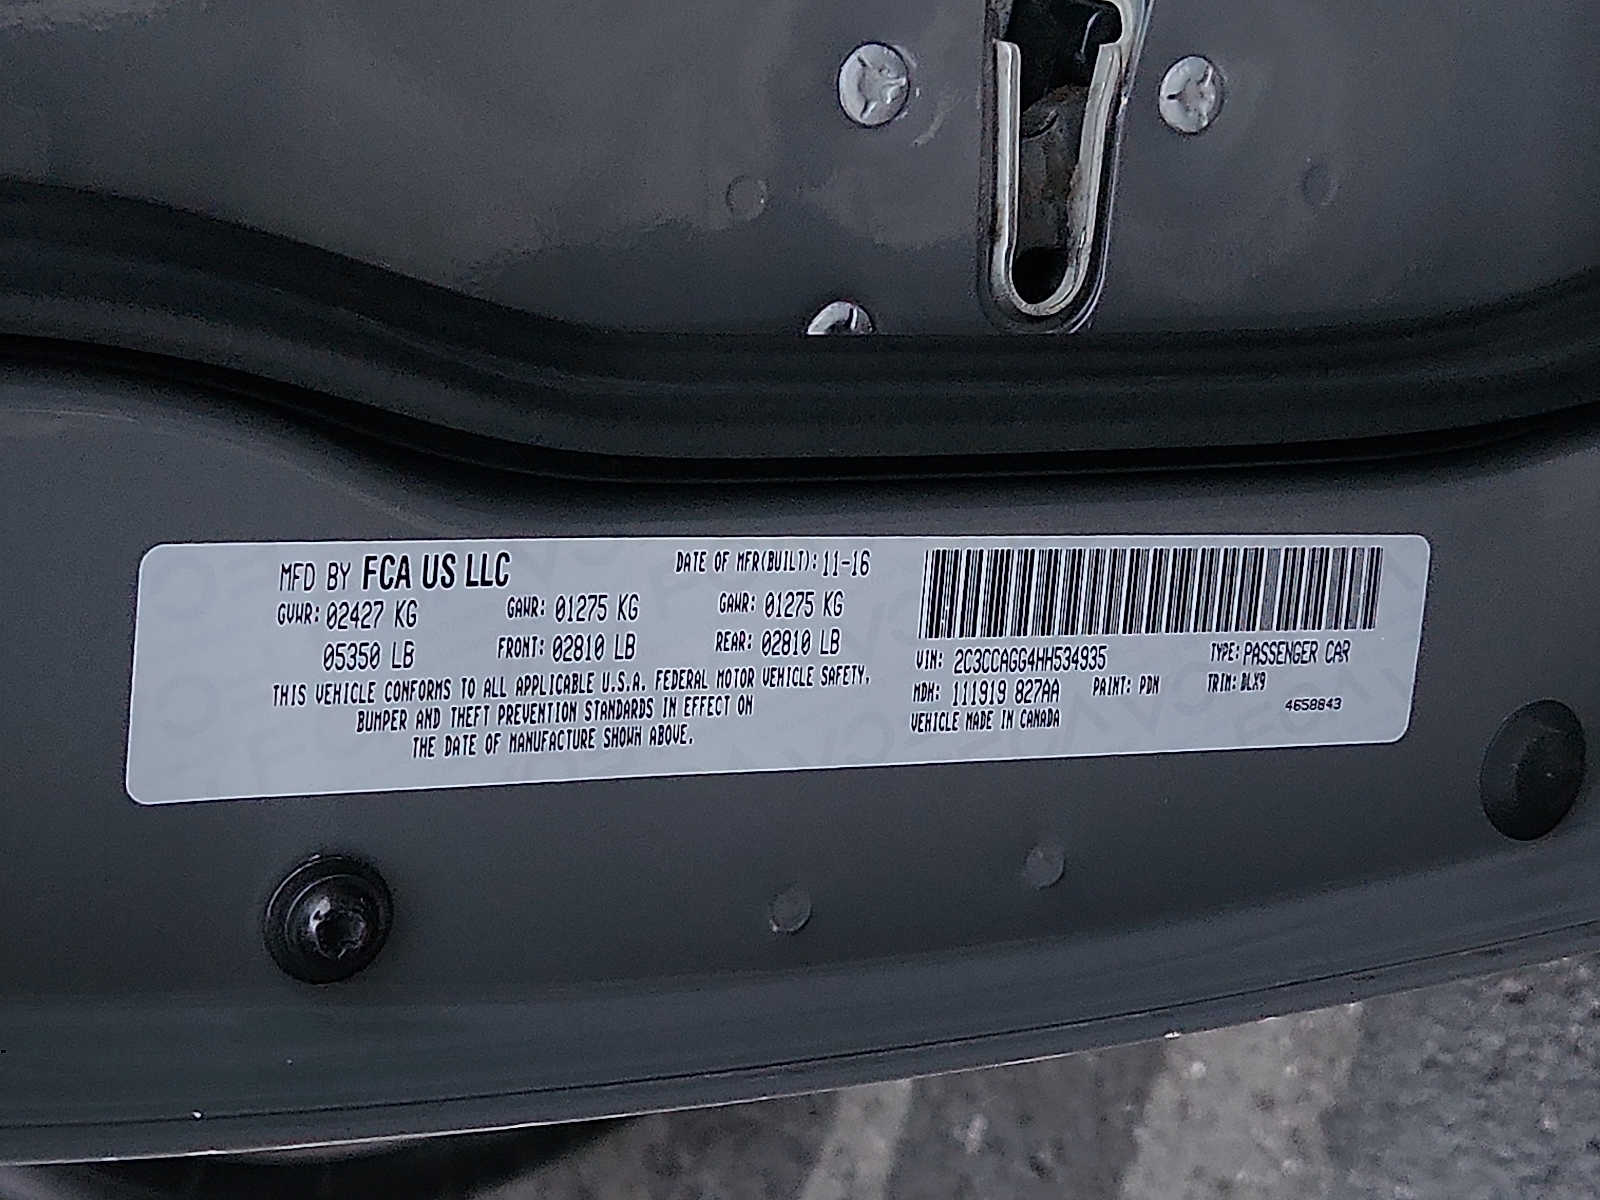 MFD BY FCA US LLC
DATE OF MFR(BUILT): 11-16
GVWR: 02427 KG
GAWR: 01275 KG
GAWR: 01275 KG
05350 LB
FRONT: 02810 LB
REAR: 02810 LB
THIS VEHICLE CONFORMS TO ALL APPLICABLE U.S.A. FEDERAL MOTOR VEHICLE SAFETY,
BUMPER AND THEFT PREVENTION STANDARDS IN EFFECT ON
THE DATE OF MANUFACTURE SHOWN ABOVE.
VIN: 2C3CCAGG4HH534935
TYPE: PASSENGER CAR
MDH: 111919 827AA
PAINT: PDN
TRIM: DLX9
VEHICLE MADE IN CANADA
4658843